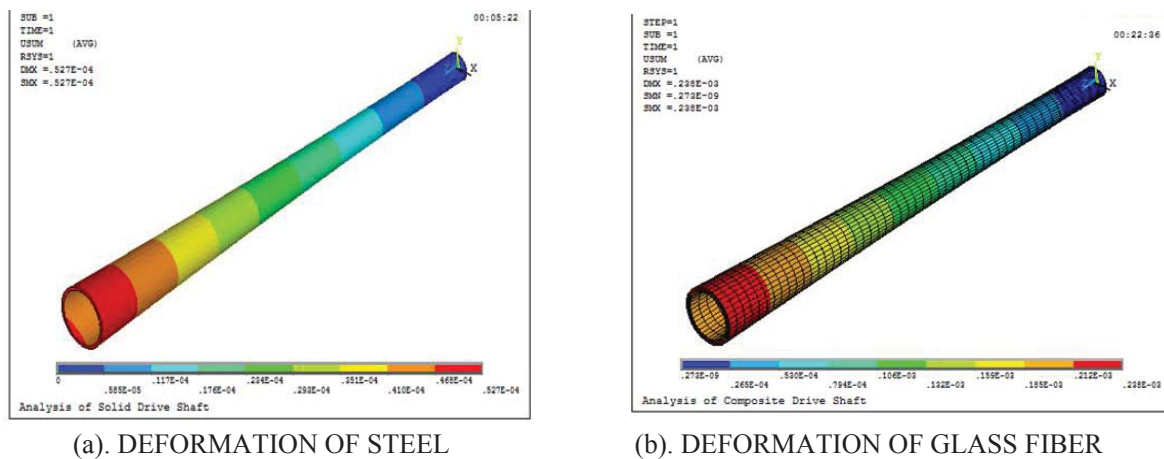 SUB =1
TIME=1
USUM (AVG)
RSYS=1
DMX =.527E-04
SMX =.527E-04
00:05:22
Y
X
0 .117E-04 .234E-04 .351E-04 .468E-04
.585E-05 .176E-04 .293E-04 .410E-04 .527E-04
Analysis of Solid Drive Shaft
STEP=1
SUB =1
TIME=1
USUM (AVG)
RSYS=1
DMX =.238E-03
SMN =.273E-09
SMX =.238E-03
00:22:36
Y
X
.273E-09 .530E-04 .106E-03 .159E-03 .212E-03
.265E-04 .794E-04 .132E-03 .185E-03 .238E-03
Analysis of Composite Drive Shaft
(a). DEFORMATION OF STEEL
(b). DEFORMATION OF GLASS FIBER